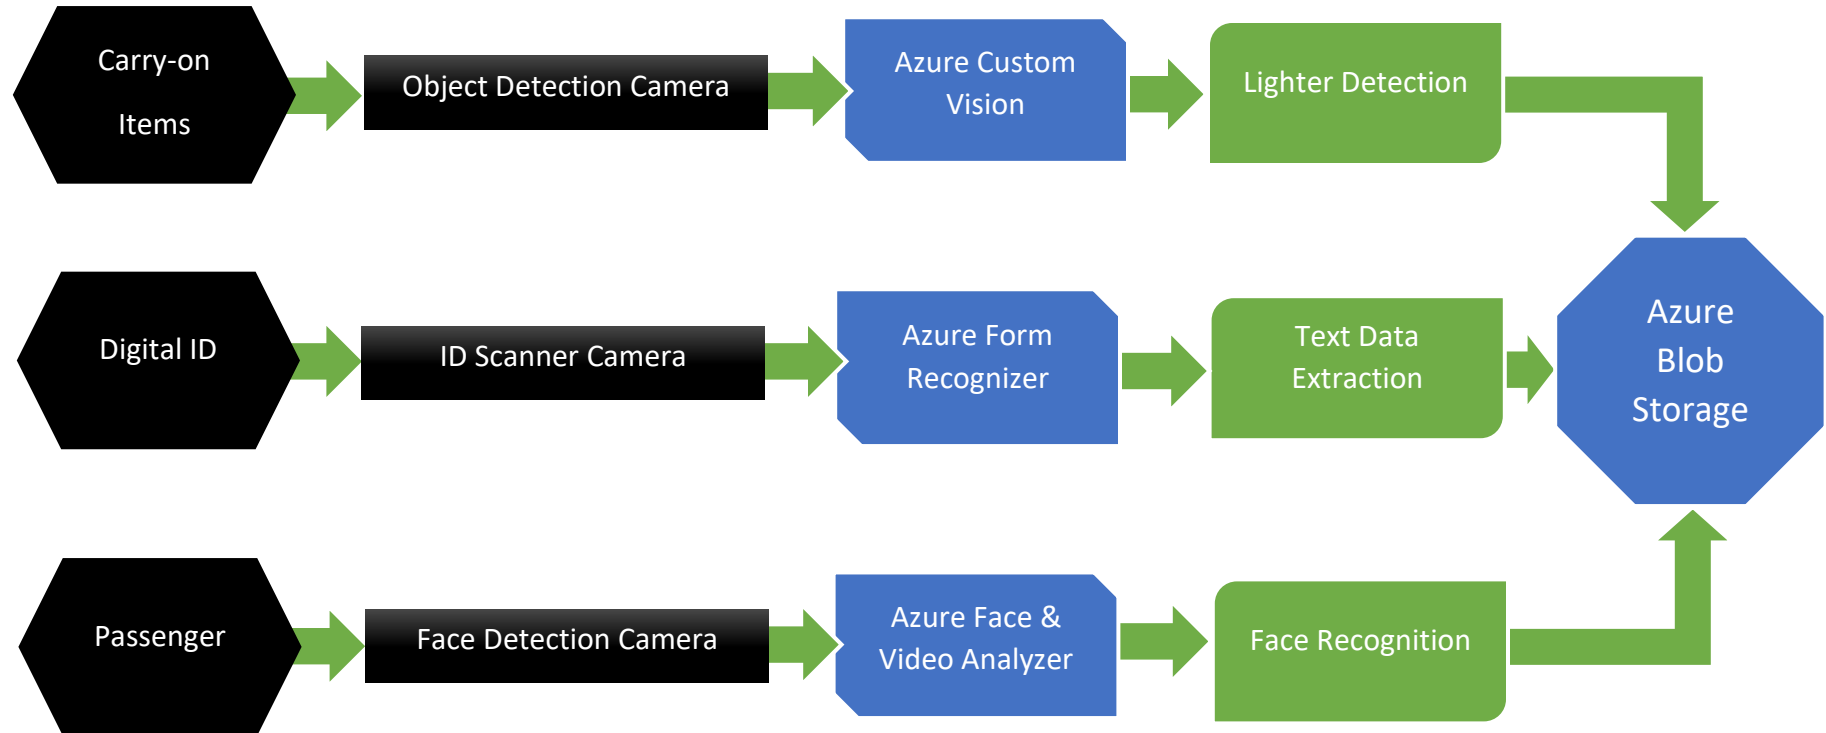 Carry-on
Items
Object Detection Camera
Azure Custom
Vision
Lighter Detection
Digital ID
ID Scanner Camera
Azure Form
Recognizer
Text Data
Extraction
Azure
Blob
Storage
Passenger
Face Detection Camera
Azure Face &
Video Analyzer
Face Recognition